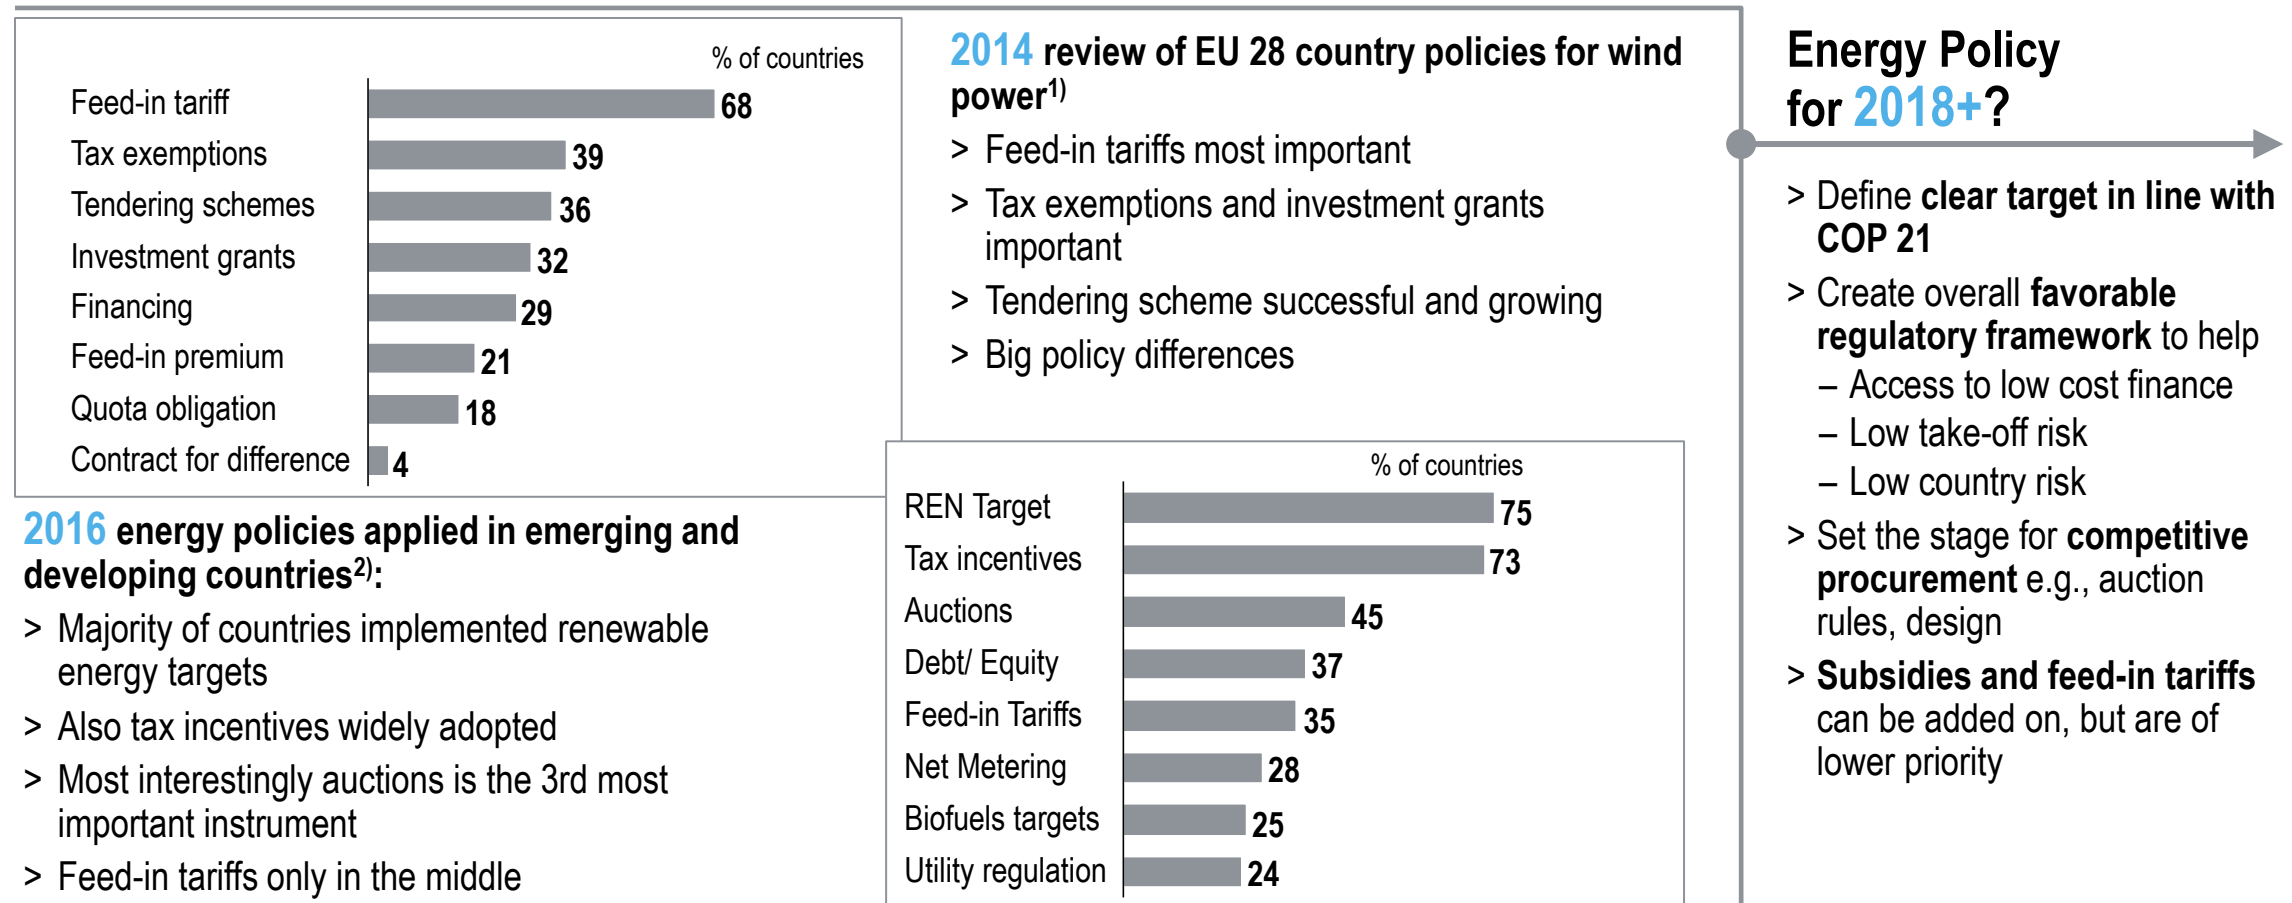 % of countries
Feed-in tariff 68
Tax exemptions 39
Tendering schemes 36
Investment grants 32
Financing 29
Feed-in premium 21
Quota obligation 18
Contract for difference 4
2014 review of EU 28 country policies for wind
power1)
> Feed-in tariffs most important
> Tax exemptions and investment grants
important
> Tendering scheme successful and growing
> Big policy differences
2016 energy policies applied in emerging and
developing countries2):
> Majority of countries implemented renewable
energy targets
> Also tax incentives widely adopted
> Most interestingly auctions is the 3rd most
important instrument
> Feed-in tariffs only in the middle
% of countries
REN Target 75
Tax incentives 73
Auctions 45
Debt/ Equity 37
Feed-in Tariffs 35
Net Metering 28
Biofuels targets 25
Utility regulation 24
Energy Policy
for 2018+?
> Define clear target in line with
COP 21
> Create overall favorable
regulatory framework to help
– Access to low cost finance
– Low take-off risk
– Low country risk
> Set the stage for competitive
procurement e.g., auction
rules, design
> Subsidies and feed-in tariffs
can be added on, but are of
lower priority